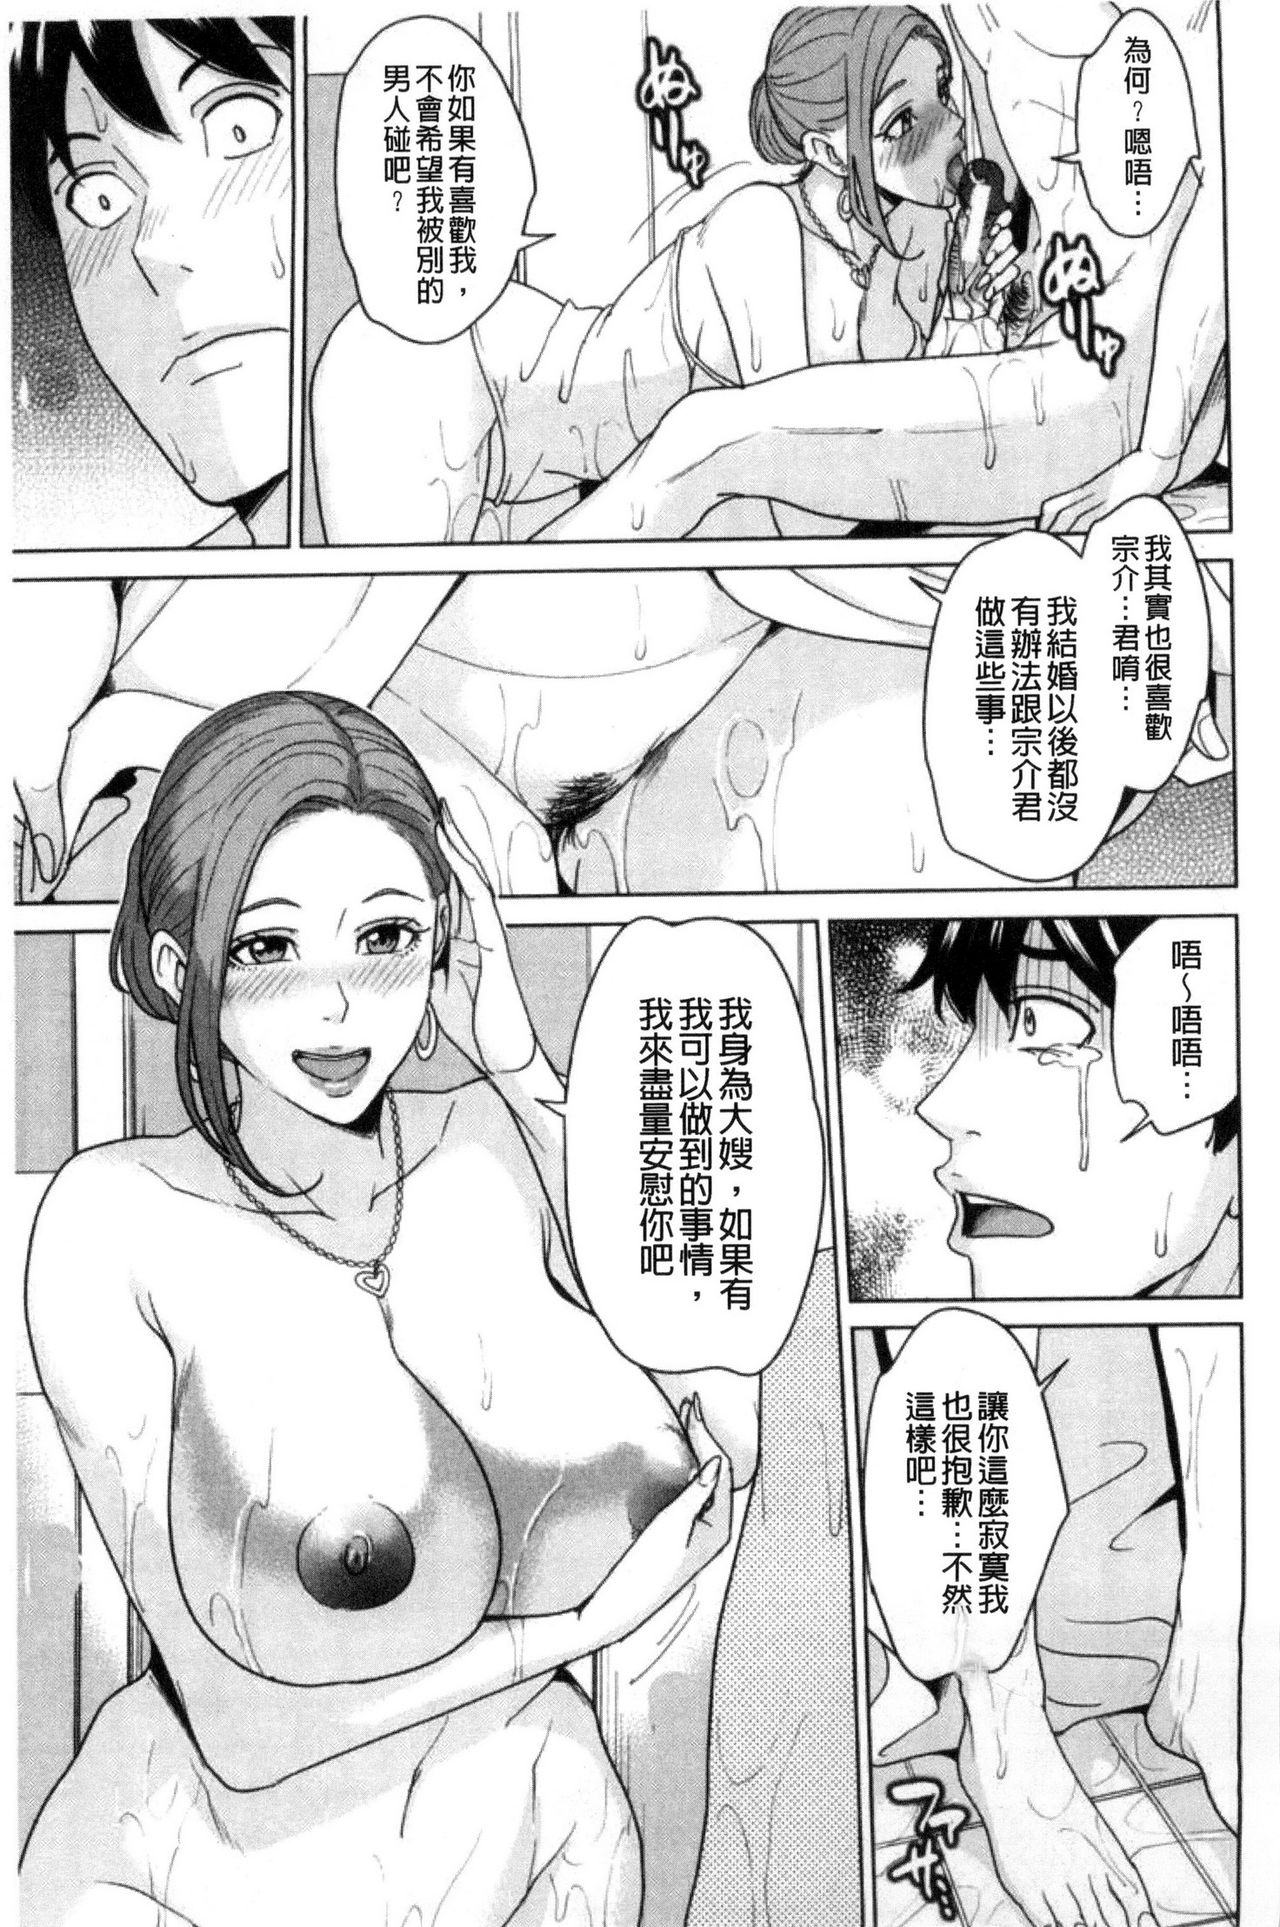 為何？嗯唔…
ぬ
ぬ
ーりゅ
你如果有喜歡我，
不會希望我被別的
男人碰吧？
我其實也很喜歡
宗介…君唷…
我結婚以後都沒
有辦法跟宗介君
做這些事…
唔～唔唔…
讓你這麼寂寞我
也很抱歉…不然
這樣吧…
我身為大嫂，如果有
我可以做到的事情，
我來盡量安慰你吧